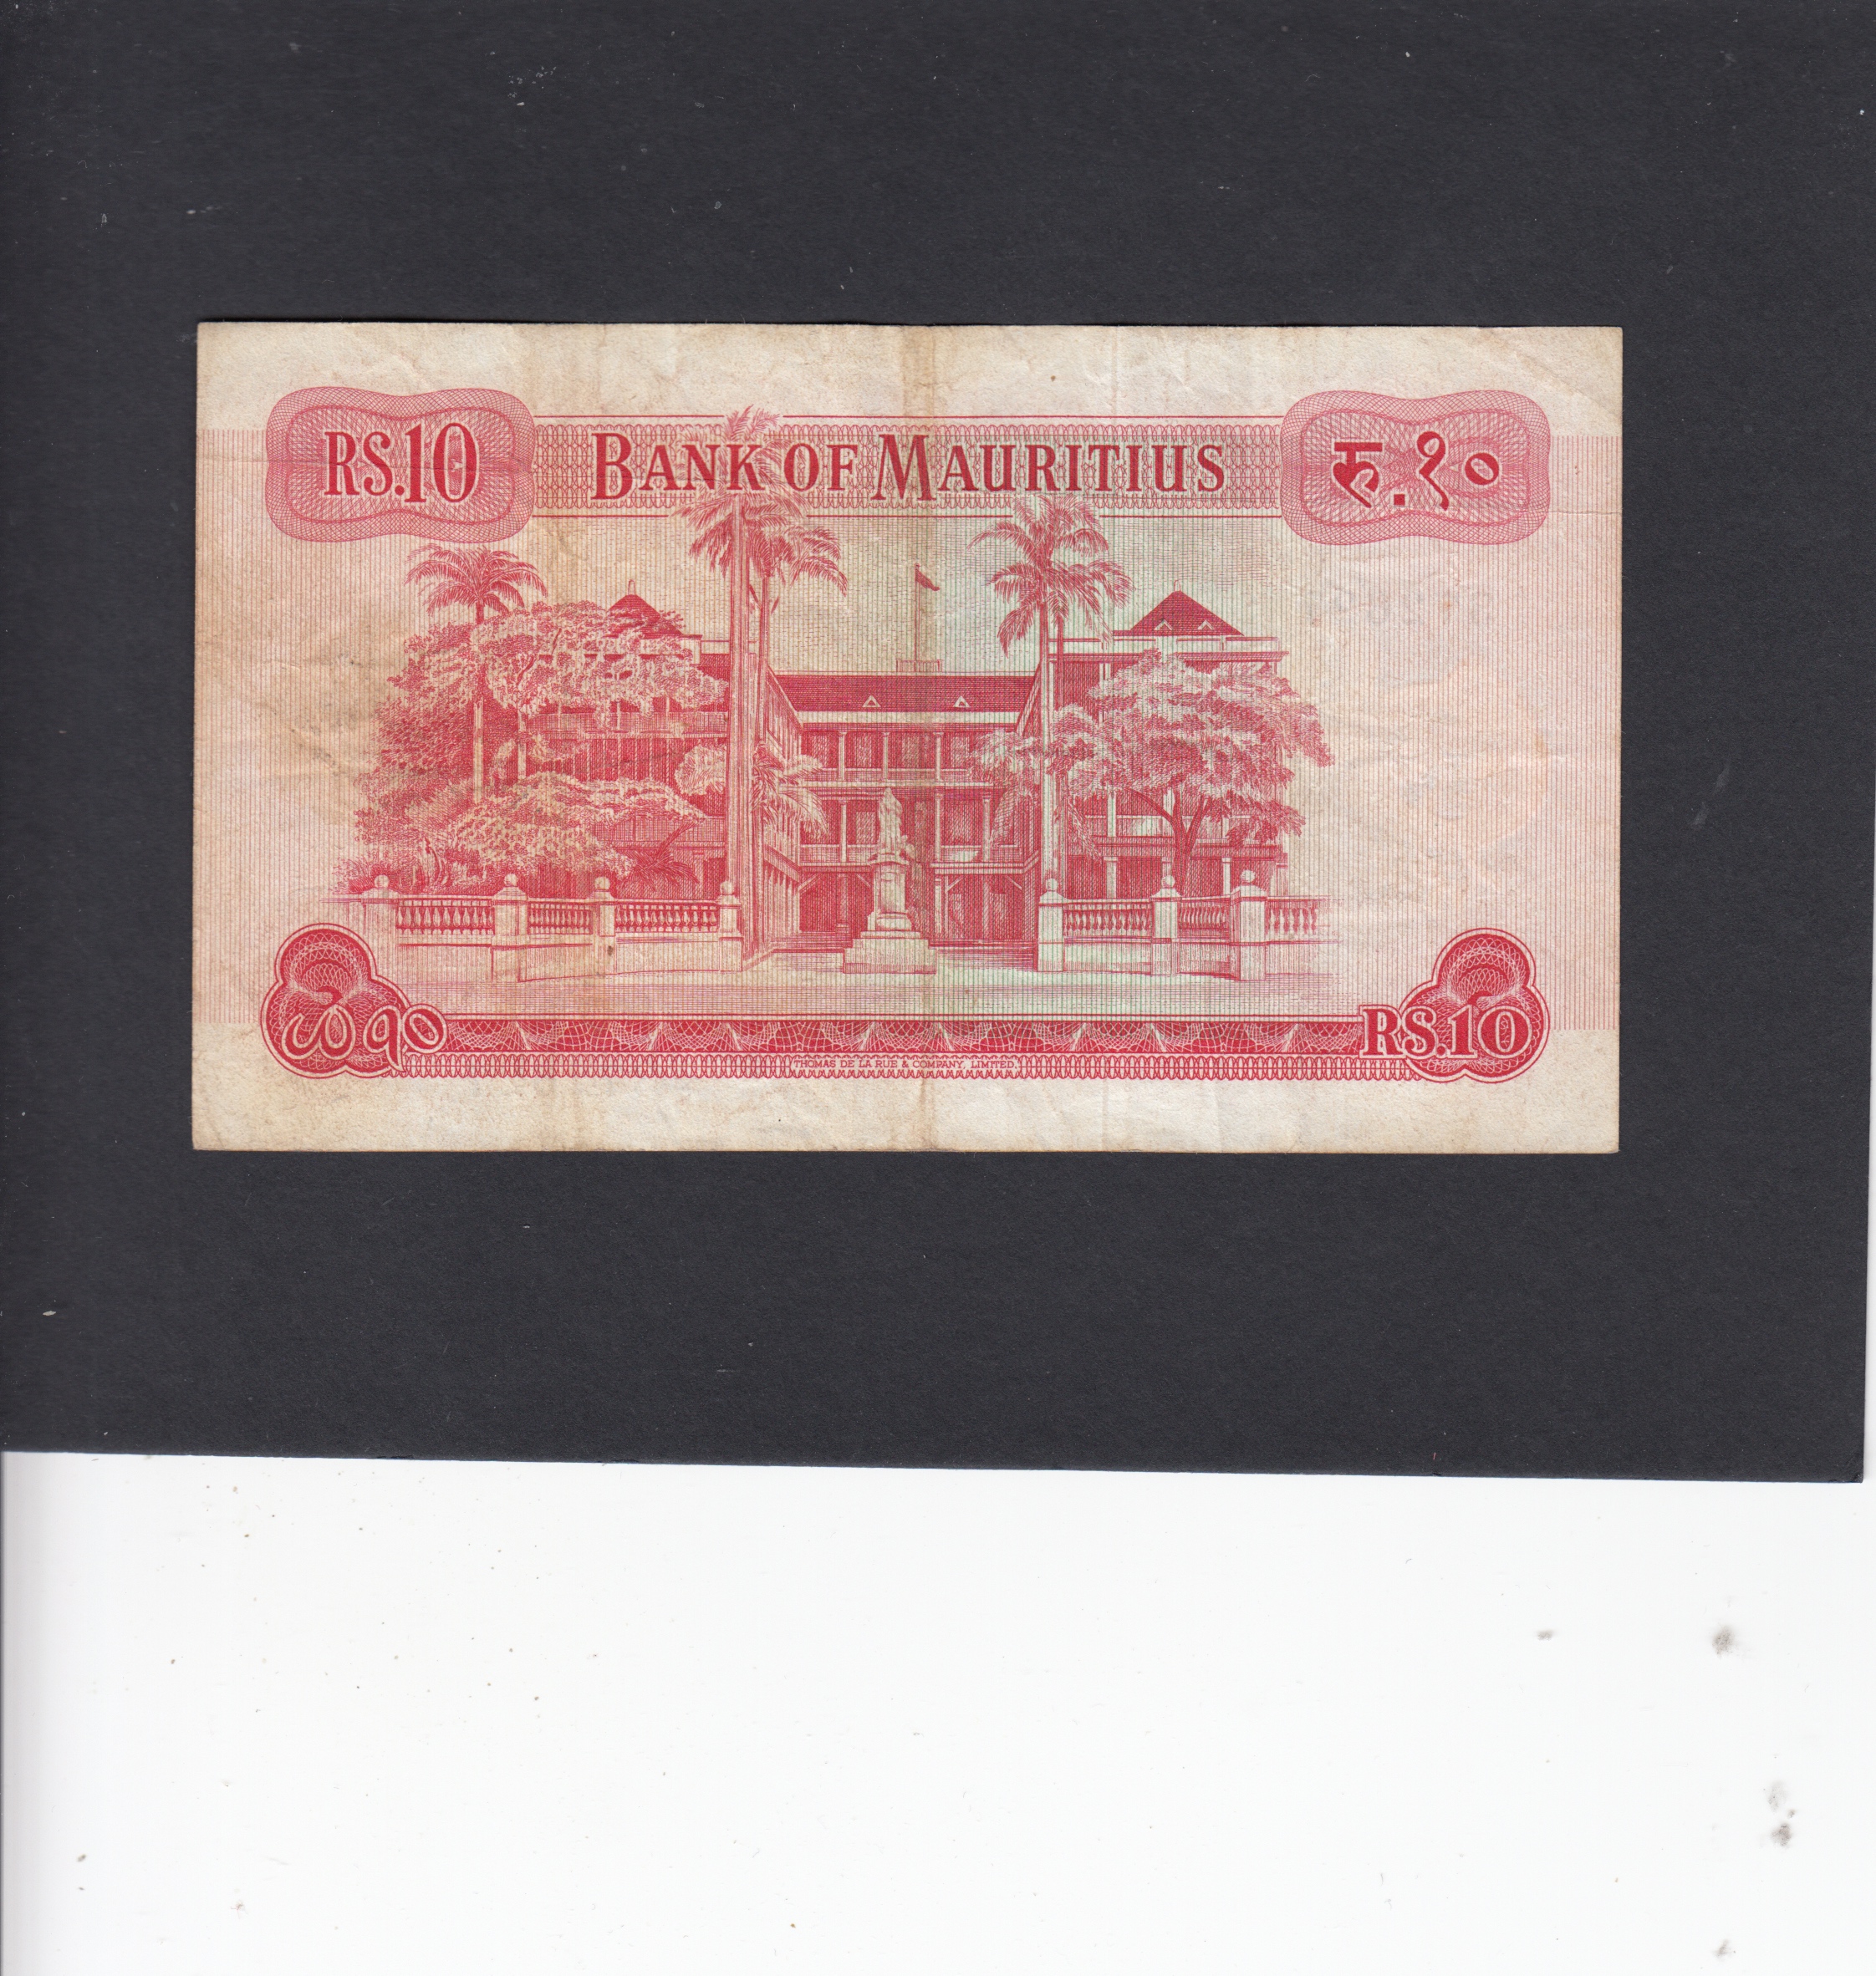 RS.10
BANK OF MAURITIUS
रु.१०
RS.10
THOMAS DE LA RUE & COMPANY, LIMITED.